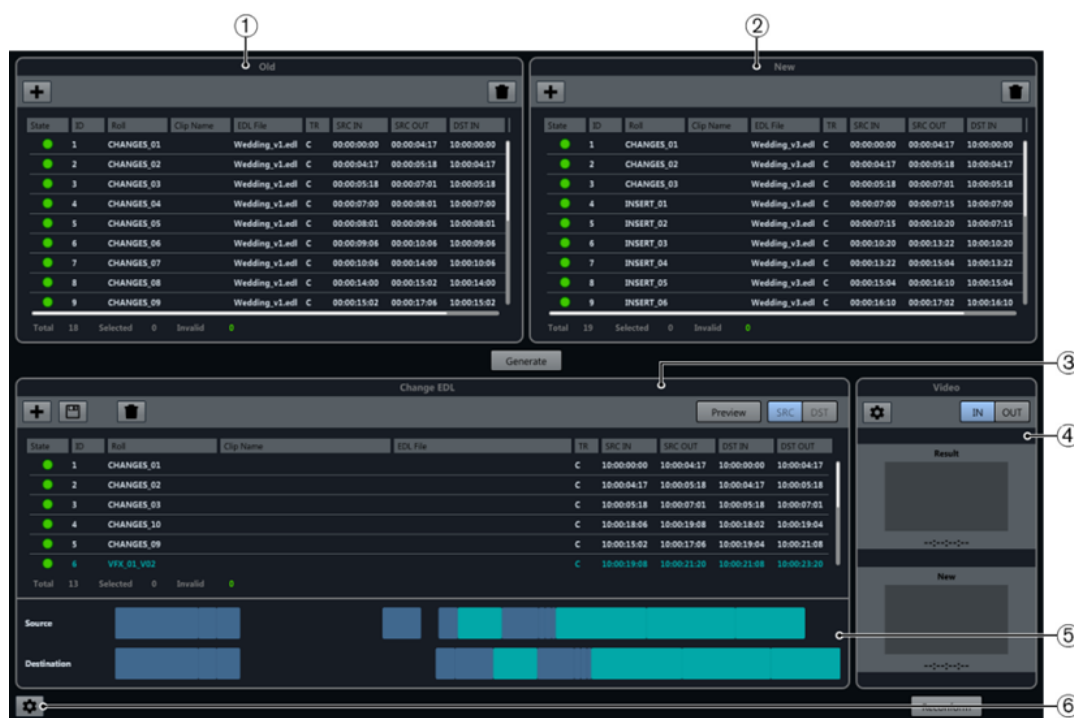 1 2
Old New
State ID Roll Clip Name EDL File TR SRC IN SRC OUT DST IN State ID Roll Clip Name EDL File TR SRC IN SRC OUT DST IN
1 CHANGES_01 Wedding_v1.edl C 00:00:00:00 00:00:04:17 10:00:00:00 1 CHANGES_01 Wedding_v3.edl C 00:00:00:00 00:00:04:17 10:00:00:00
2 CHANGES_02 Wedding_v1.edl C 00:00:04:17 00:00:05:18 10:00:04:17 2 CHANGES_02 Wedding_v3.edl C 00:00:04:17 00:00:05:18 10:00:04:17
3 CHANGES_03 Wedding_v1.edl C 00:00:05:18 00:00:07:01 10:00:05:18 3 CHANGES_03 Wedding_v3.edl C 00:00:05:18 00:00:07:01 10:00:05:18
4 CHANGES_04 Wedding_v1.edl C 00:00:07:00 00:00:08:01 10:00:07:00 4 INSERT_01 Wedding_v3.edl C 00:00:07:00 00:00:07:15 10:00:07:00
5 CHANGES_05 Wedding_v1.edl C 00:00:08:01 00:00:09:06 10:00:08:01 5 INSERT_02 Wedding_v3.edl C 00:00:07:15 00:00:10:20 10:00:07:15
6 CHANGES_06 Wedding_v1.edl C 00:00:09:06 00:00:10:06 10:00:09:06 6 INSERT_03 Wedding_v3.edl C 00:00:10:20 00:00:13:22 10:00:10:20
7 CHANGES_07 Wedding_v1.edl C 00:00:10:06 00:00:14:00 10:00:10:06 7 INSERT_04 Wedding_v3.edl C 00:00:13:22 00:00:15:04 10:00:13:22
8 CHANGES_08 Wedding_v1.edl C 00:00:14:00 00:00:15:02 10:00:14:00 8 INSERT_05 Wedding_v3.edl C 00:00:15:04 00:00:16:10 10:00:15:04
9 CHANGES_09 Wedding_v1.edl C 00:00:15:02 00:00:17:06 10:00:15:02 9 INSERT_06 Wedding_v3.edl C 00:00:16:10 00:00:17:02 10:00:16:10
Total 18 Selected 0 Invalid 0 Total 19 Selected 0 Invalid 0
Generate
3
Change EDL Video
Preview SRC DST IN OUT
4
State ID Roll Clip Name EDL File TR SRC IN SRC OUT DST IN DST OUT
Result
1 CHANGES_01 C 10:00:00:00 10:00:04:17 10:00:00:00 10:00:04:17
2 CHANGES_02 C 10:00:04:17 10:00:05:18 10:00:04:17 10:00:05:18
3 CHANGES_03 C 10:00:05:18 10:00:07:01 10:00:05:18 10:00:07:01
4 CHANGES_10 C 10:00:18:06 10:00:19:08 10:00:18:02 10:00:19:04
5 CHANGES_09 C 10:00:15:02 10:00:17:06 10:00:19:04 10:00:21:08
--:--:--:--
6 VFX_01_V02 C 10:00:19:08 10:00:21:20 10:00:21:08 10:00:23:20
Total 13 Selected 0 Invalid 0
New
Source
5
Destination
--:--:--:--
Reconform
6